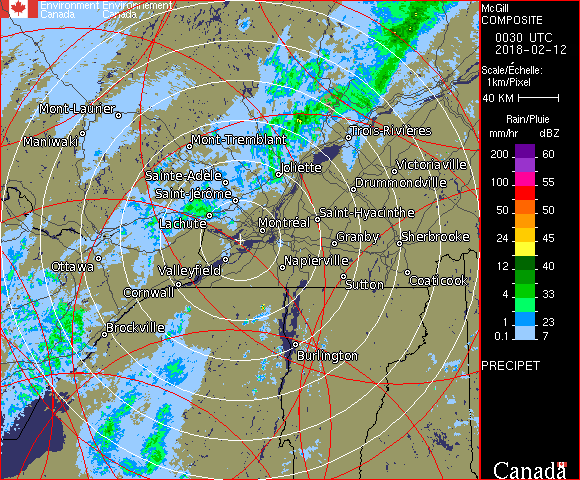 Environment Environnement
Canada Canada
McGill
COMPOSITE
0030 UTC
2018-02-12
Scale/Échelle:
1km/Pixel
40 KM
Rain/Pluie
mm/hr dBZ
200 60
150 57
100 55
50 50
24 45
12 40
4 33
1 23
0.1 7
PRECIPET
Canada
Mont-Laurier
Maniwaki
Mont-Tremblant
Trois-Rivières
Sainte-Adèle
Joliette
Victoriaville
Saint-Jérôme
Drummondville
Lachute
Montréal
Saint-Hyacinthe
Granby
Sherbrooke
Ottawa
Valleyfield
Napierville
Cornwall
Sutton
Coaticook
Brockville
Burlington